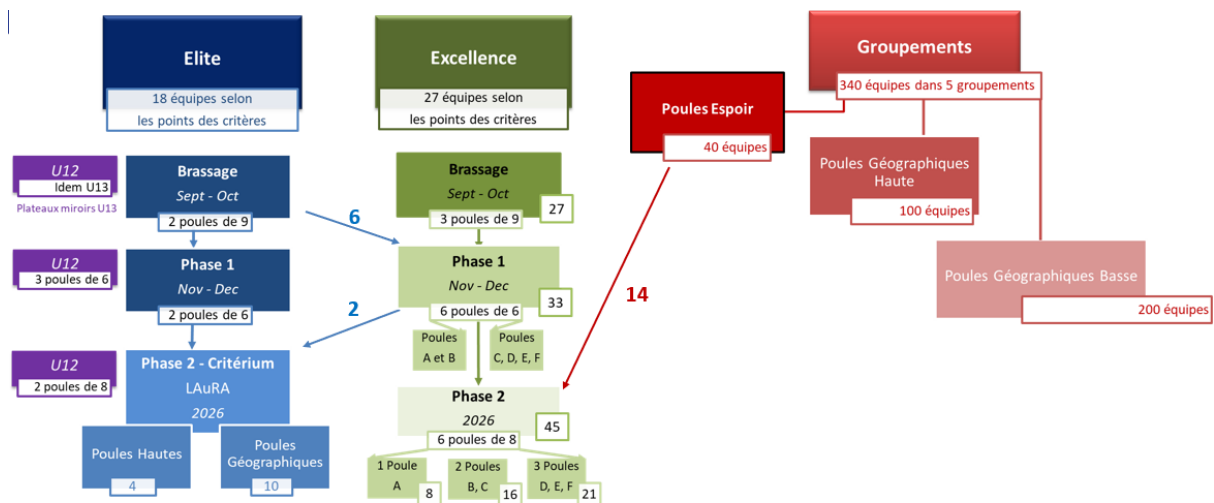 Elite
18 équipes selon
les points des critères
Excellence
27 équipes selon
les points des critères
Groupements
340 équipes dans 5 groupements
Poules Espoir
40 équipes
Poules Géographiques
Haute
100 équipes
Poules Géographiques Basse
200 équipes
U12
Idem U13
Plateaux miroirs U13
Brassage
Sept - Oct
2 poules de 9
6
Brassage
Sept - Oct
27
3 poules de 9
U12
3 poules de 6
Phase 1
Nov - Dec
2 poules de 6
2
Phase 1
Nov - Dec
33
6 poules de 6
Poules
A et B
Poules
C, D, E, F
14
U12
2 poules de 8
Phase 2 - Critérium
LAuRA
2026
Poules Hautes
4
Poules
Géographiques
10
Phase 2
2026
45
6 poules de 8
1 Poule
A
8
2 Poules
B, C
16
3 Poules
D, E, F
21